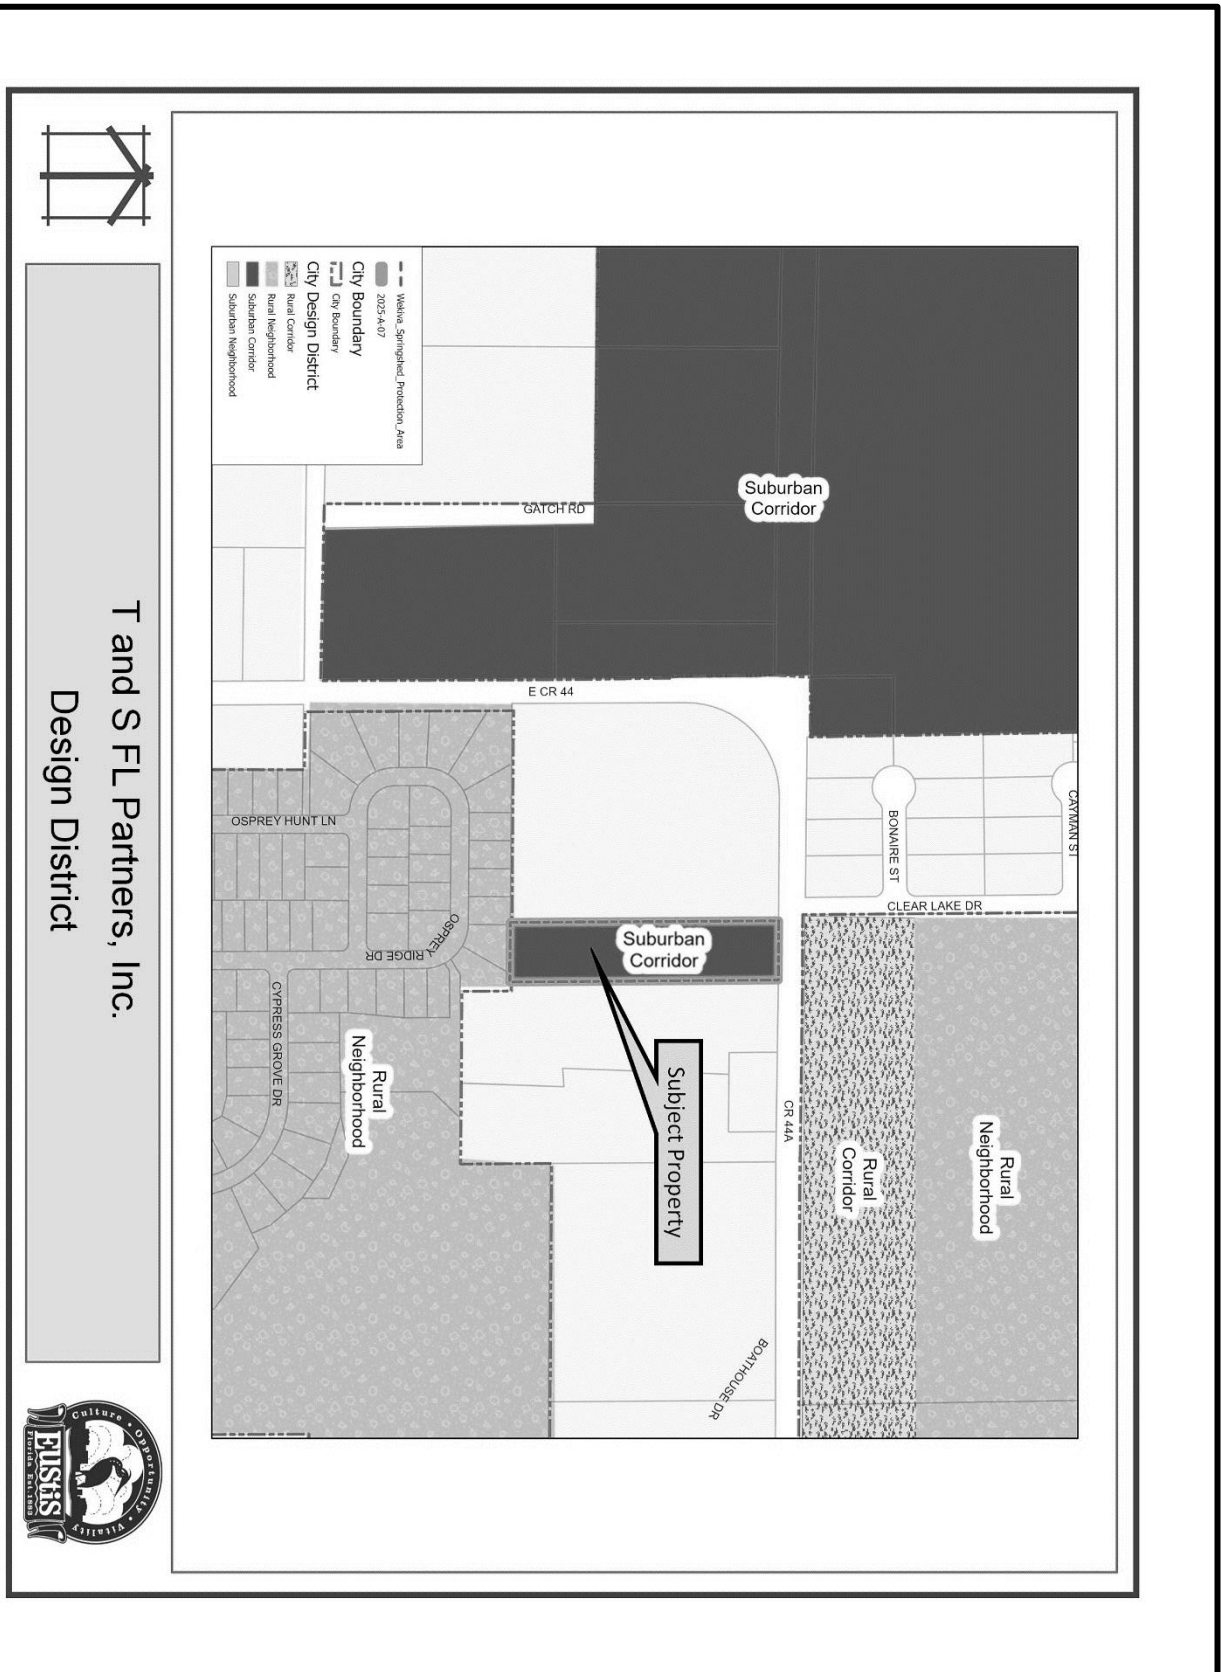 T and S FL Partners, Inc.
Design District
Wekiva_Springshed_Protection_Area
2025-A-07
City Boundary
City Boundary
City Design District
Rural Corridor
Rural Neighborhood
Suburban Corridor
Suburban Neighborhood
CAYMAN ST
BONAIRE ST
CLEAR LAKE DR
Suburban
Corridor
GATCH RD
E CR 44
OSPREY HUNT LN
OSPREY RIDGE DR
CYPRESS GROVE DR
Suburban
Corridor
Subject Property
CR 44A
BOATHOUSE DR
Rural
Neighborhood
Rural
Corridor
Rural
Neighborhood
Culture • Opportunity • Vitality
EUSTIS
Florida Est. 1883